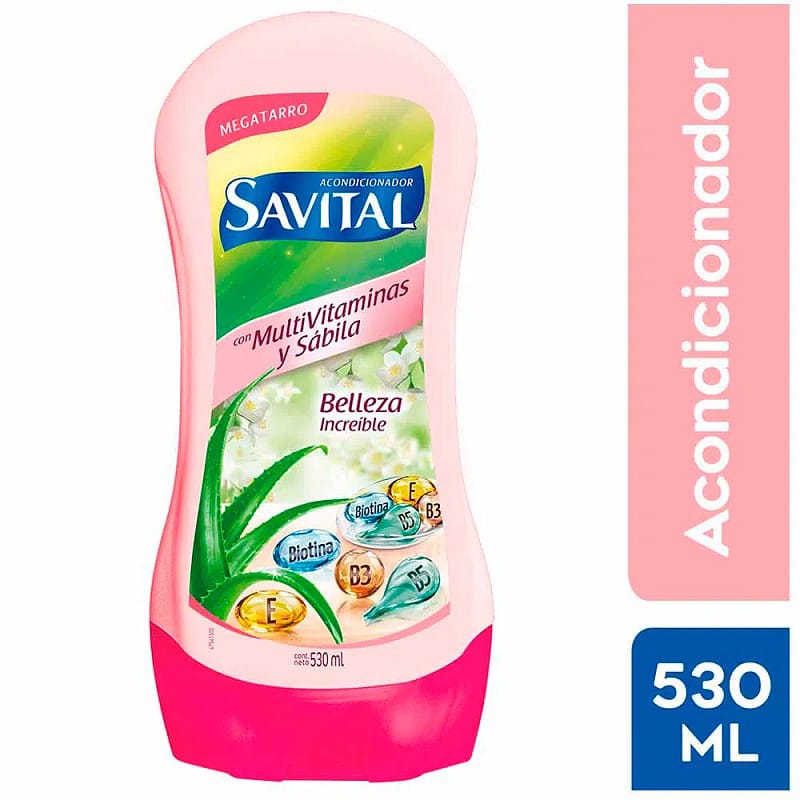 MEGATARRO
ACONDICIONADOR
SAVITAL
con MultiVitaminas
y Sábila
Belleza
Increíble
Biotina
E
B5
B3
Biotina
B3
B5
E
cont.
neto 530 ml
Acondicionador
530
ML